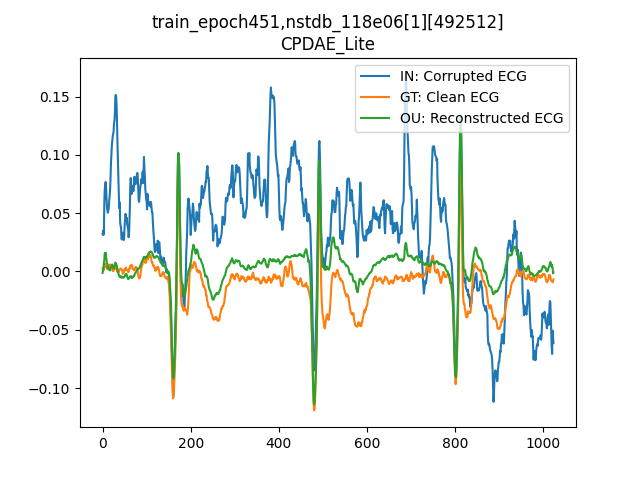 train_epoch451,nstdb_118e06[1][492512]
CPDAE_Lite
IN: Corrupted ECG
GT: Clean ECG
OU: Reconstructed ECG
0.15
0.10
0.05
0.00
−0.05
−0.10
0 200 400 600 800 1000